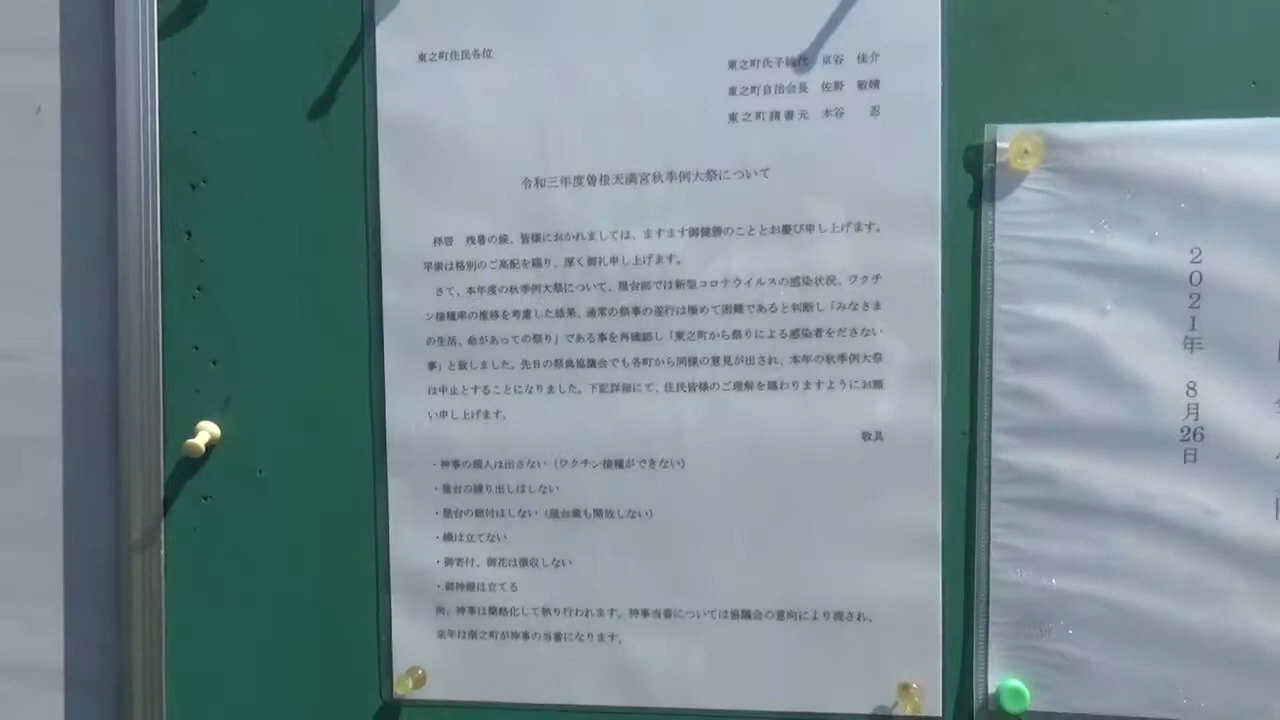 東之町住民各位
東之町氏子総代 京谷 佳介
東之町自治会長 佐野 敏晴
東之町請書元 木谷 忍
令和三年度曽根天満宮秋季例大祭について
拝啓 残暑の候、皆様におかれましては、ますます御健勝のこととお慶び申し上げます。
平素は格別のご高配を賜り、厚く御礼申し上げます。
さて、本年度の秋季例大祭について、屋台部では新型コロナウイルスの感染状況、ワクチ
ン接種率の推移を考慮した結果、通常の祭事の遂行は極めて困難であると判断し「みなさま
の生活、命があっての祭り」である事を再確認し「東之町から祭りによる感染者をださない
事」と致しました。先日の祭典協議会でも各町から同様の意見が出され、本年の秋季例大祭
は中止とすることになりました。下記詳細にて、住民皆様のご理解を賜わりますようにお願
い申し上げます。
敬具
・神事の頭人は出さない（ワクチン接種ができない）
・屋台の練り出しはしない
・屋台の飾付はしない（屋台蔵も開放しない）
・幟は立てない
・御寄付、御花は徴収しない
・御神燈は立てる
尚、神事は簡略化して執り行われます。神事当番については協議会の意向により流され、
来年は南之町が神事の当番になります。
2021年 8月26日